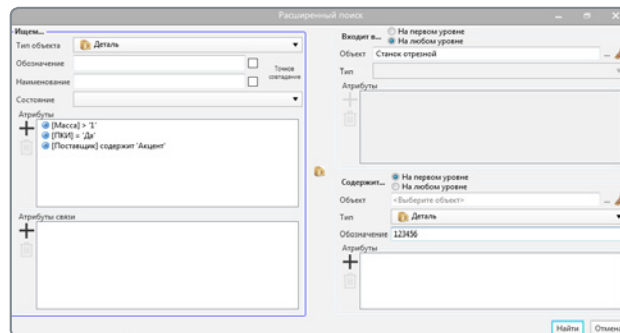 Расширенный поиск
Ищем...
Тип объекта Деталь
Обозначение
Точное совпадение
Наименование
Состояние
Атрибуты
[Масса] > '1'
[ПКИ] = 'Да'
[Поставщик] содержит 'Акцент'
Атрибуты связи
Входит в... На первом уровне
На любом уровне
Объект Станок отрезной ...
Тип
Атрибуты
Содержит... На первом уровне
На любом уровне
Объект <Выберите объект> ...
Тип Деталь
Обозначение 123456
Атрибуты
Найти Отмена